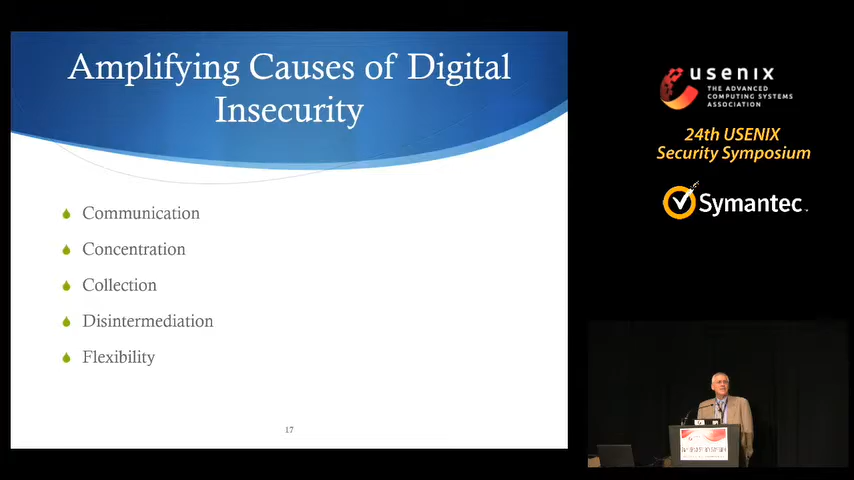 Amplifying Causes of Digital
Insecurity
Communication
Concentration
Collection
Disintermediation
Flexibility
17
usenix
THE ADVANCED
COMPUTING SYSTEMS
ASSOCIATION
24th USENIX
Security Symposium
Symantec.